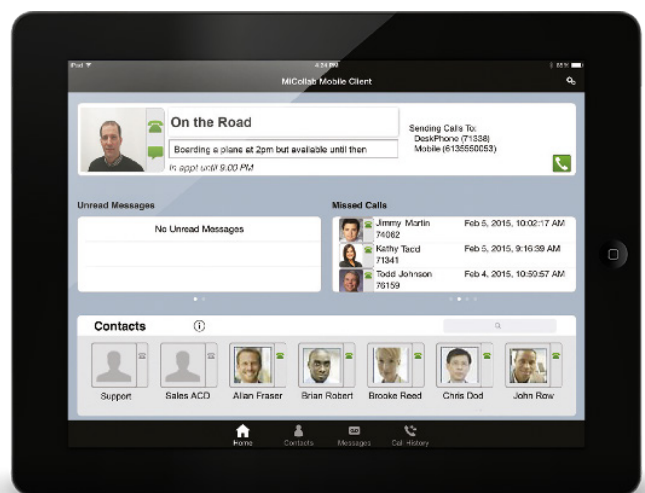 iPad
4:24 PM
MiCollab Mobile Client
On the Road
Boarding a plane at 2pm but available until then
In appt until 9:00 PM
Sending Calls To:
DeskPhone (71338)
Mobile (6135550053)
Unread Messages
No Unread Messages
Missed Calls
Jimmy Martin Feb 5, 2015, 10:02:17 AM
74062
Kathy Tacd Feb 5, 2015, 9:16:39 AM
71341
Todd Johnson Feb 4, 2015, 10:59:57 AM
76159
Contacts
Support
Sales ACD
Allan Fraser
Brian Robert
Brooke Reed
Chris Dod
John Row
Home
Contacts
Messages
Call History